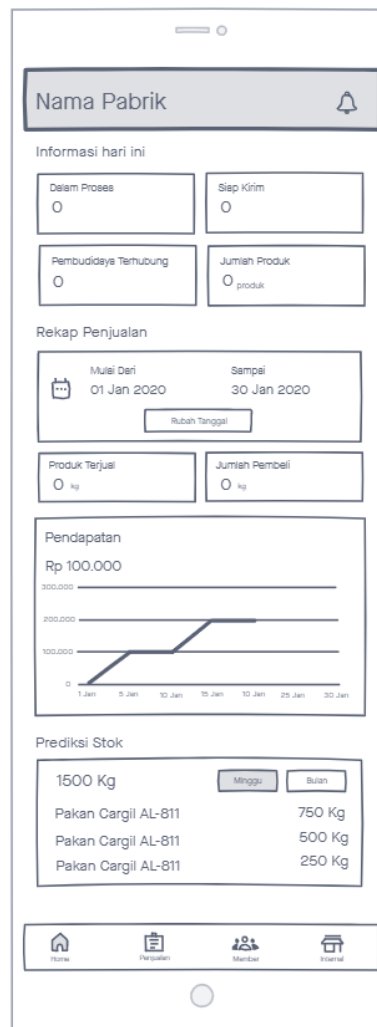 Nama Pabrik
Informasi hari ini
Dalam Proses
0
Siap Kirim
0
Pembudidaya Terhubung
0
Jumlah Produk
0 produk
Rekap Penjualan
Mulai Dari
01 Jan 2020
Sampai
30 Jan 2020
Rubah Tanggal
Produk Terjual
0 kg
Jumlah Pembeli
0 kg
Pendapatan
Rp 100.000
300.000
200.000
100.000
0
1 Jan 5 Jan 10 Jan 15 Jan 10 Jan 25 Jan 30 Jan
Prediksi Stok
1500 Kg
Minggu
Bulan
Pakan Cargil AL-811 750 Kg
Pakan Cargil AL-811 500 Kg
Pakan Cargil AL-811 250 Kg
Home
Penjualan
Member
Internal